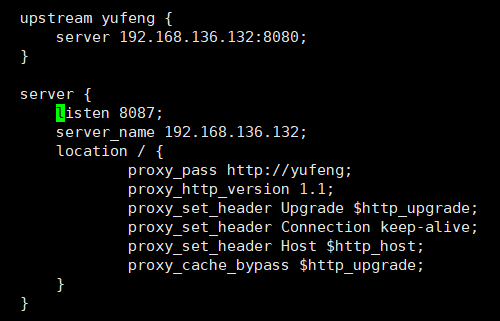 upstream yufeng {
    server 192.168.136.132:8080;
}

server {
    listen 8087;
    server_name 192.168.136.132;
    location / {
            proxy_pass http://yufeng;
            proxy_http_version 1.1;
            proxy_set_header Upgrade $http_upgrade;
            proxy_set_header Connection keep-alive;
            proxy_set_header Host $http_host;
            proxy_cache_bypass $http_upgrade;
    }
}